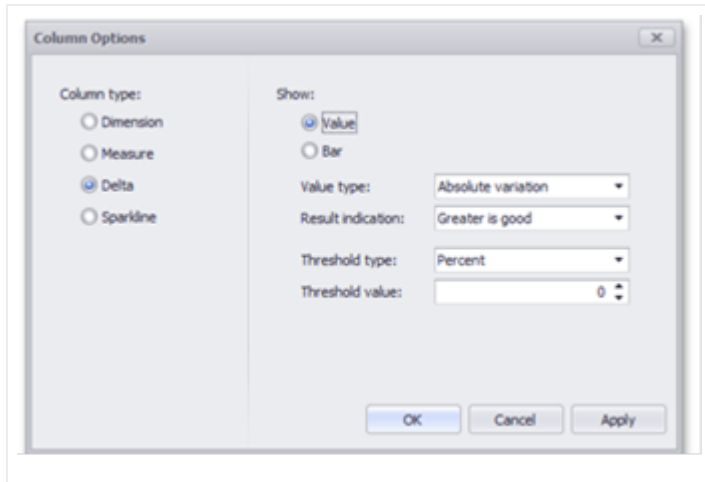 Column Options
Column type:
Dimension
Measure
Delta
Sparkline
Show:
Value
Bar
Value type: Absolute variation
Result indication: Greater is good
Threshold type: Percent
Threshold value: 0
OK Cancel Apply